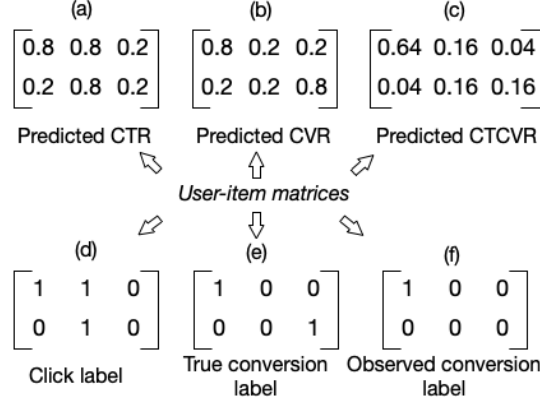 (a) (b) (c)
0.8 0.8 0.2 0.8 0.2 0.2 0.64 0.16 0.04
0.2 0.8 0.2 0.2 0.2 0.8 0.04 0.16 0.16
Predicted CTR Predicted CVR Predicted CTCVR
User-item matrices
(d) (e) (f)
1 1 0 1 0 0 1 0 0
0 1 0 0 0 1 0 0 0
Click label True conversion Observed conversion
label label